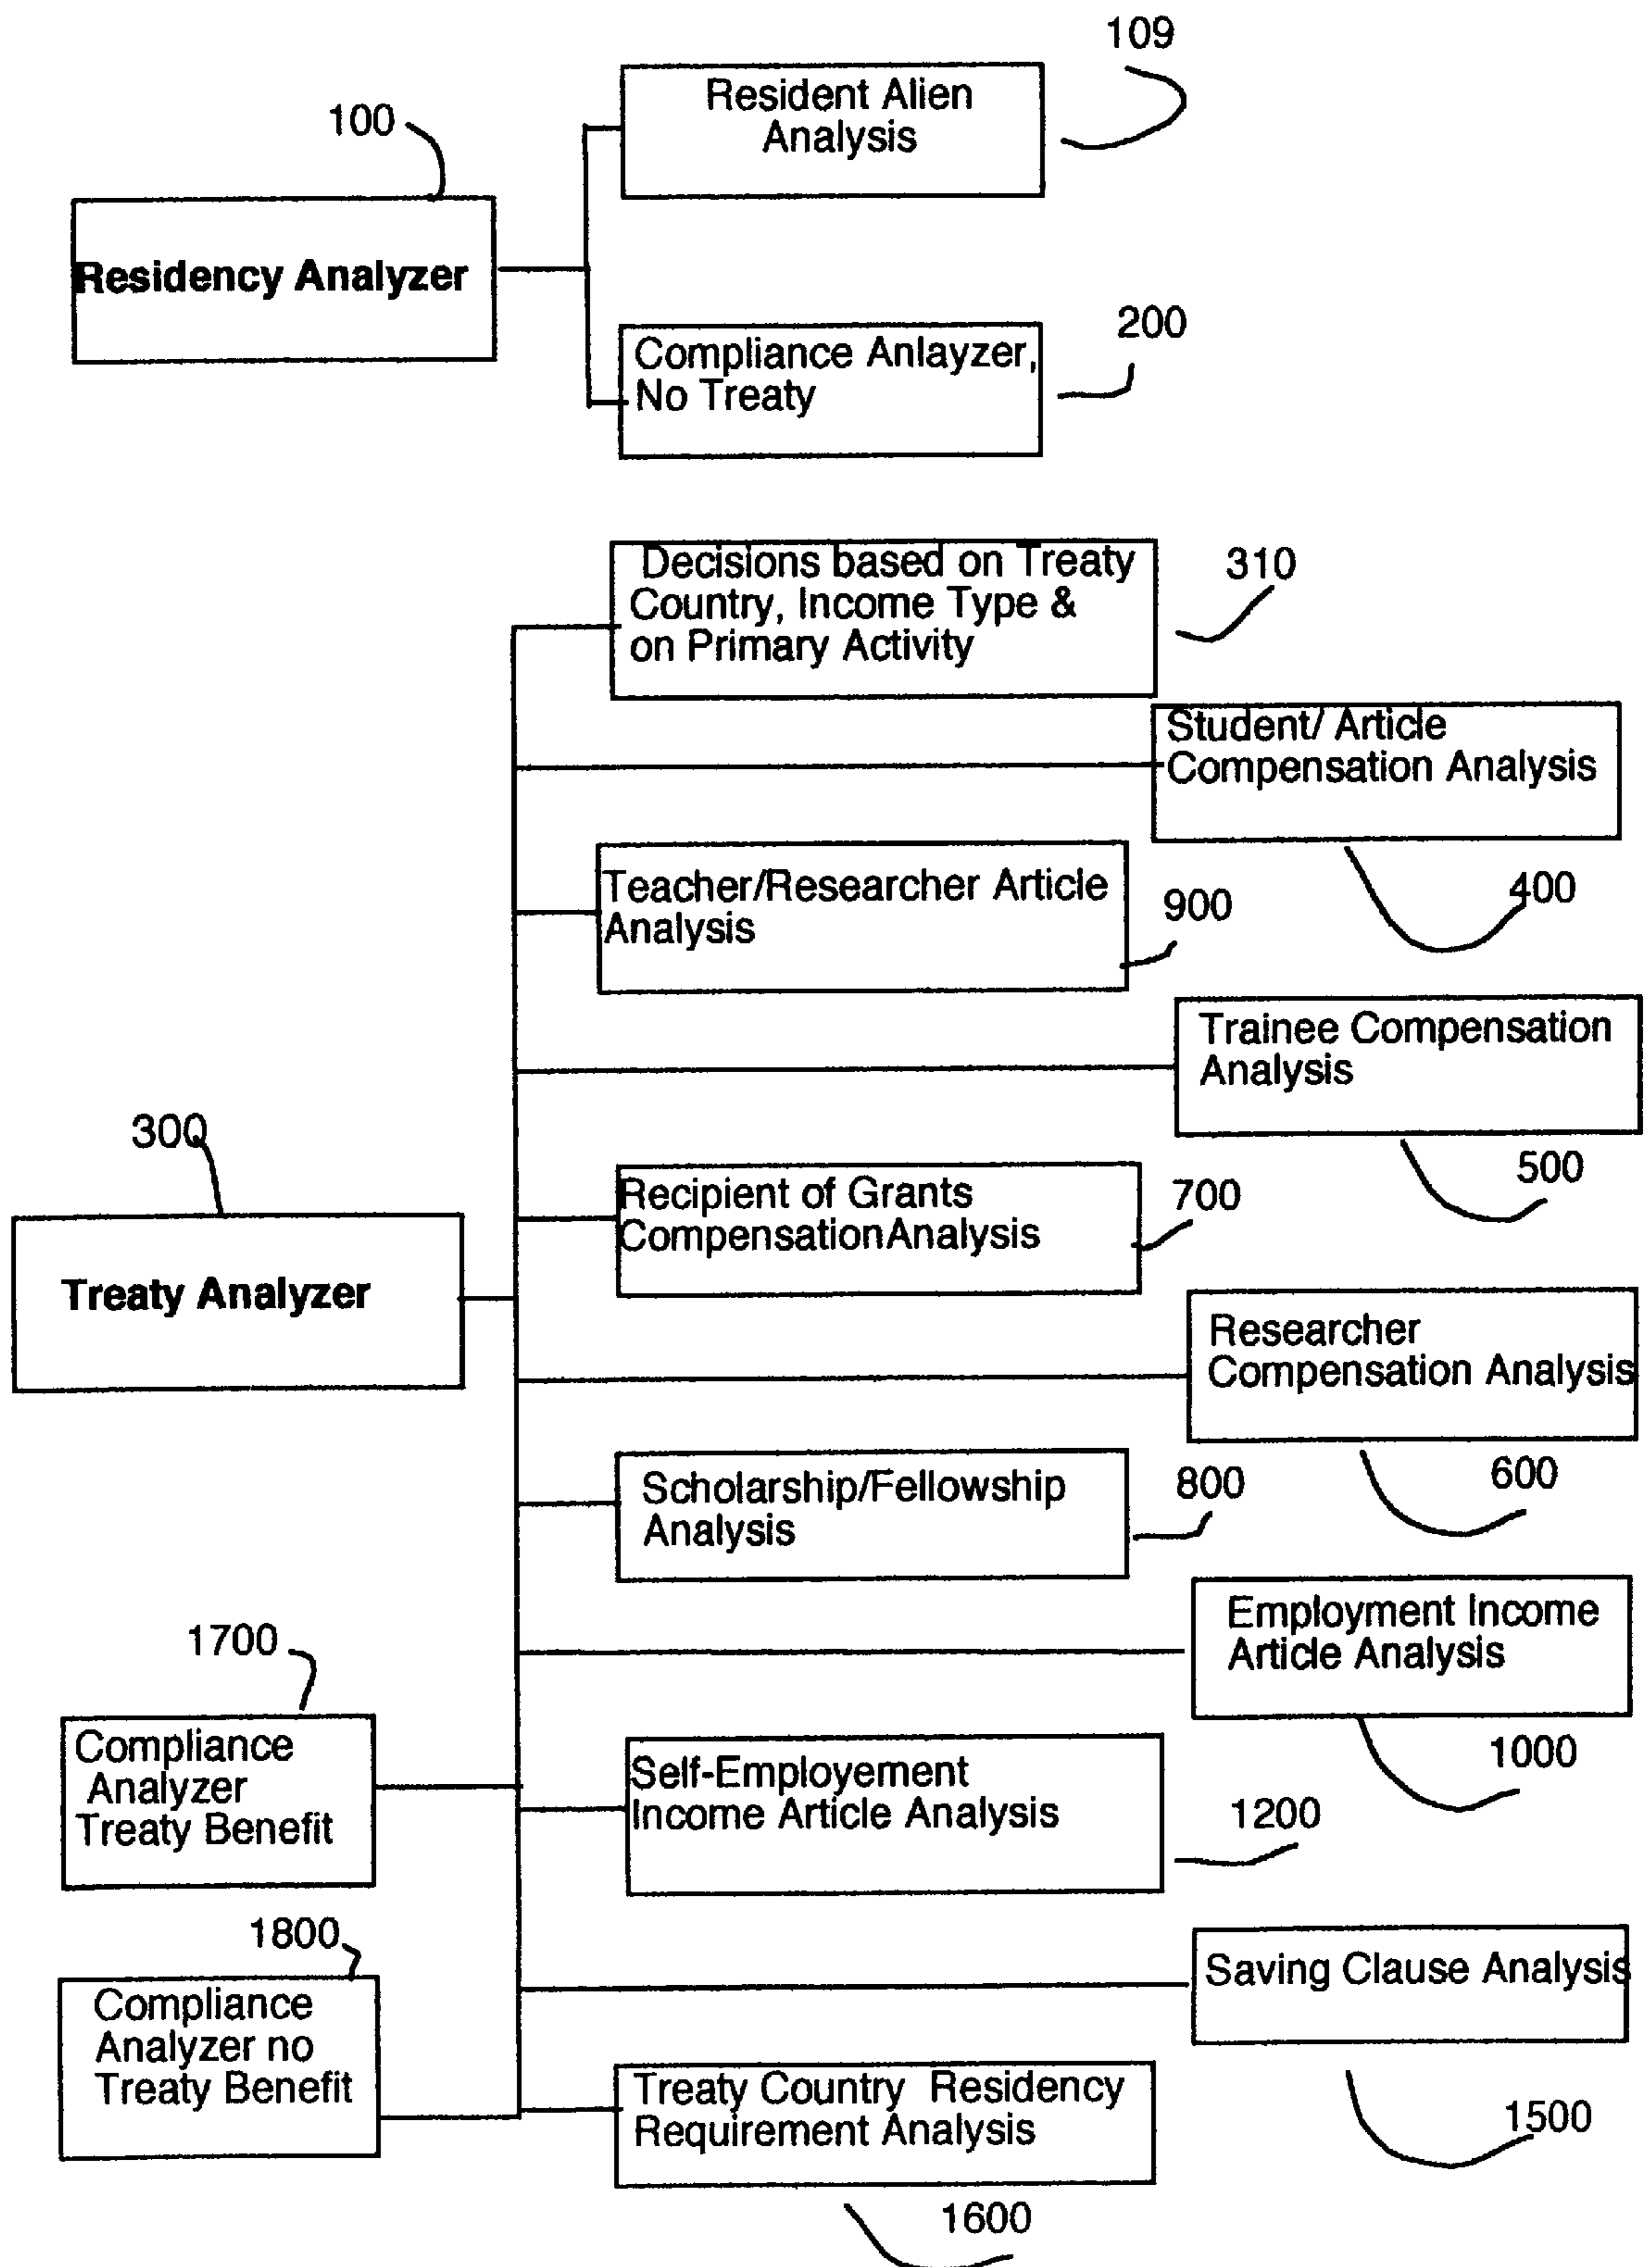 109
Resident Alien
Analysis
100
Residency Analyzer
200
Compliance Anlayzer,
No Treaty
Decisions based on Treaty
Country, Income Type &
on Primary Activity
310
Student/ Article
Compensation Analysis
400
Teacher/Researcher Article
Analysis
900
Trainee Compensation
Analysis
500
300
Treaty Analyzer
Recipient of Grants
CompensationAnalysis
700
Researcher
Compensation Analysis
600
Scholarship/Fellowship
Analysis
800
Employment Income
Article Analysis
1000
1700
Compliance
Analyzer
Treaty Benefit
Self-Employement
Income Article Analysis
1200
1800
Compliance
Analyzer no
Treaty Benefit
Saving Clause Analysis
1500
Treaty Country Residency
Requirement Analysis
1600